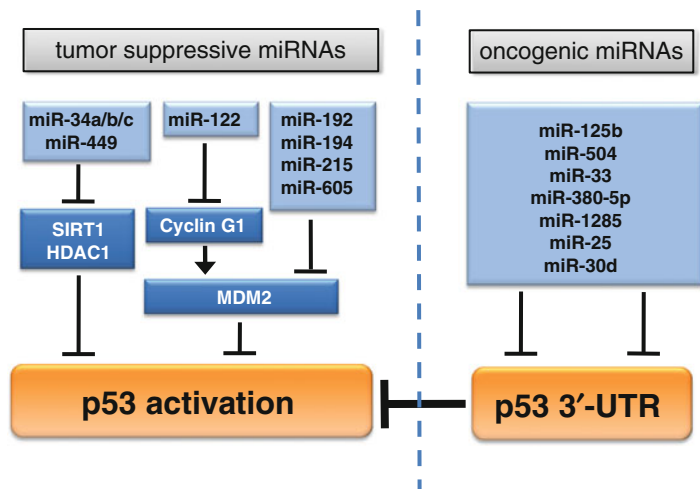 tumor suppressive miRNAs
oncogenic miRNAs
miR-34a/b/c
miR-449
miR-122
miR-192
miR-194
miR-215
miR-605
SIRT1
HDAC1
Cyclin G1
MDM2
p53 activation
miR-125b
miR-504
miR-33
miR-380-5p
miR-1285
miR-25
miR-30d
p53 3′-UTR